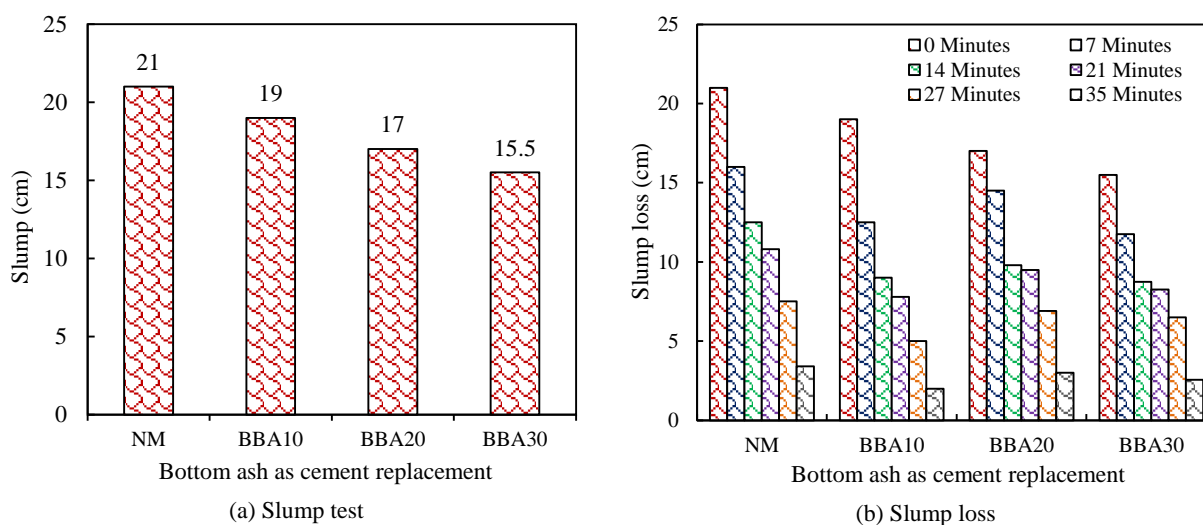 25
20
15
10
5
0
Slump (cm)
21
19
17
15.5
NM
BBA10
BBA20
BBA30
Bottom ash as cement replacement
(a) Slump test
25
20
15
10
5
0
Slump loss (cm)
0 Minutes
7 Minutes
14 Minutes
21 Minutes
27 Minutes
35 Minutes
NM
BBA10
BBA20
BBA30
Bottom ash as cement replacement
(b) Slump loss